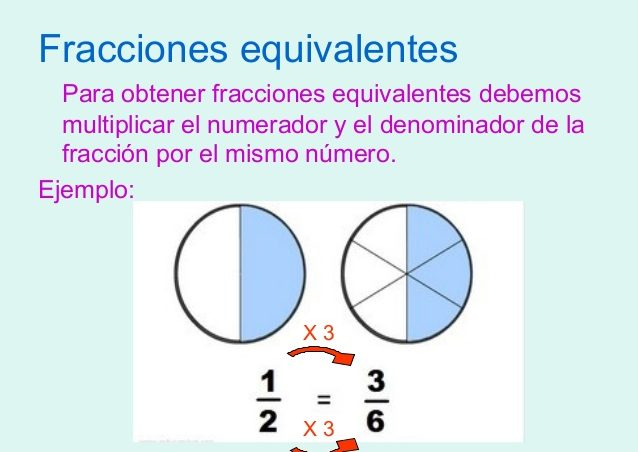 Fracciones equivalentes
Para obtener fracciones equivalentes debemos
multiplicar el numerador y el denominador de la
fracción por el mismo número.
Ejemplo:
X 3
1 3
=
2 6
X 3